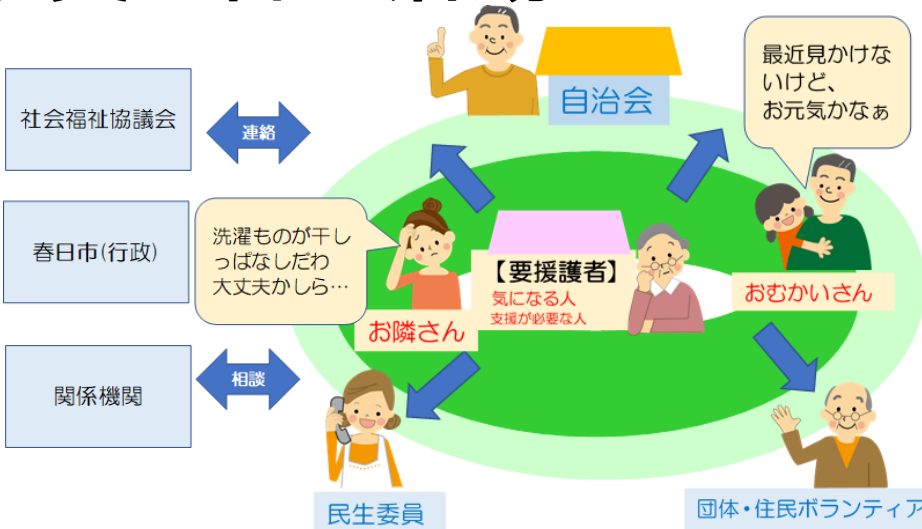 社会福祉協議会
連絡
春日市(行政)
関係機関
相談
自治会
最近見かけな
いけど、
お元気かなぁ
洗濯ものが干し
っぱなしだわ
大丈夫かしら…
【要援護者】
気になる人
支援が必要な人
お隣さん
おむかいさん
民生委員
団体・住民ボランティア